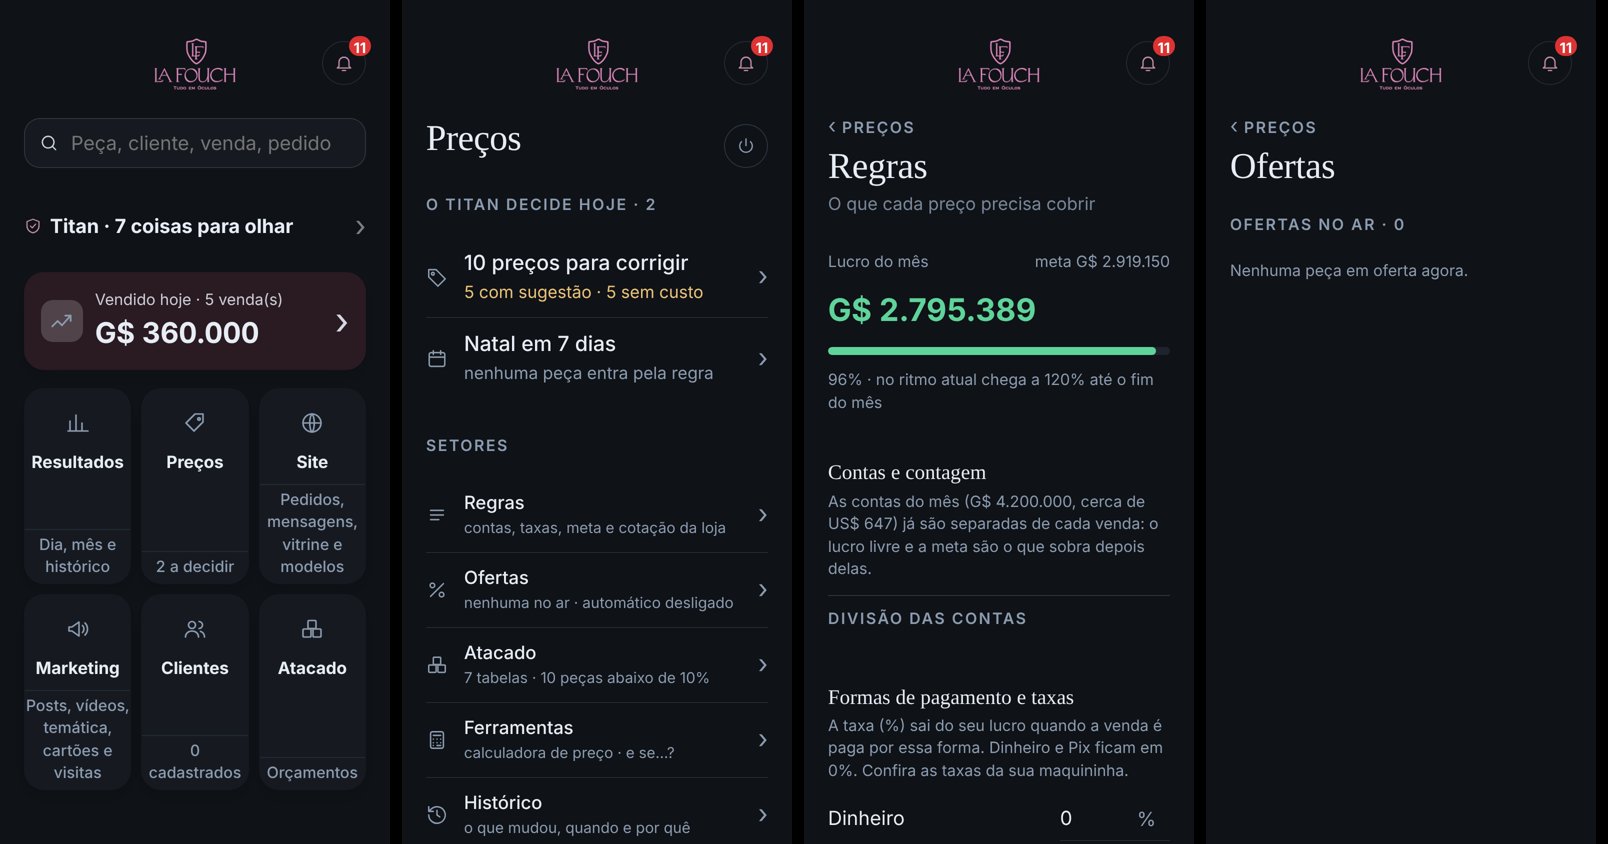 LF
LA FOUCH
TUDO EM ÓCULOS
11
Peça, cliente, venda, pedido
Titan · 7 coisas para olhar
Vendido hoje · 5 venda(s)
G$ 360.000
Resultados
Dia, mês e
histórico
Preços
2 a decidir
Site
Pedidos,
mensagens,
vitrine e
modelos
Marketing
Posts, vídeos,
temática,
cartões e
visitas
Clientes
0
cadastrados
Atacado
Orçamentos
LF
LA FOUCH
TUDO EM ÓCULOS
11
Preços
O TITAN DECIDE HOJE · 2
10 preços para corrigir
5 com sugestão · 5 sem custo
Natal em 7 dias
nenhuma peça entra pela regra
SETORES
Regras
contas, taxas, meta e cotação da loja
Ofertas
nenhuma no ar · automático desligado
Atacado
7 tabelas · 10 peças abaixo de 10%
Ferramentas
calculadora de preço · e se...?
Histórico
o que mudou, quando e por quê
LF
LA FOUCH
TUDO EM ÓCULOS
11
PREÇOS
Regras
O que cada preço precisa cobrir
Lucro do mês meta G$ 2.919.150
G$ 2.795.389
96% · no ritmo atual chega a 120% até o fim
do mês
Contas e contagem
As contas do mês (G$ 4.200.000, cerca de
US$ 647) já são separadas de cada venda: o
lucro livre e a meta são o que sobra depois
delas.
DIVISÃO DAS CONTAS
Formas de pagamento e taxas
A taxa (%) sai do seu lucro quando a venda é
paga por essa forma. Dinheiro e Pix ficam em
0%. Confira as taxas da sua maquininha.
Dinheiro 0 %
LF
LA FOUCH
TUDO EM ÓCULOS
11
PREÇOS
Ofertas
OFERTAS NO AR · 0
Nenhuma peça em oferta agora.